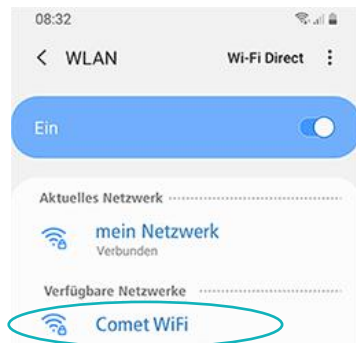 08:32
WLAN Wi-Fi Direct
Ein
Aktuelles Netzwerk
mein Netzwerk
Verbunden
Verfügbare Netzwerke
Comet WiFi